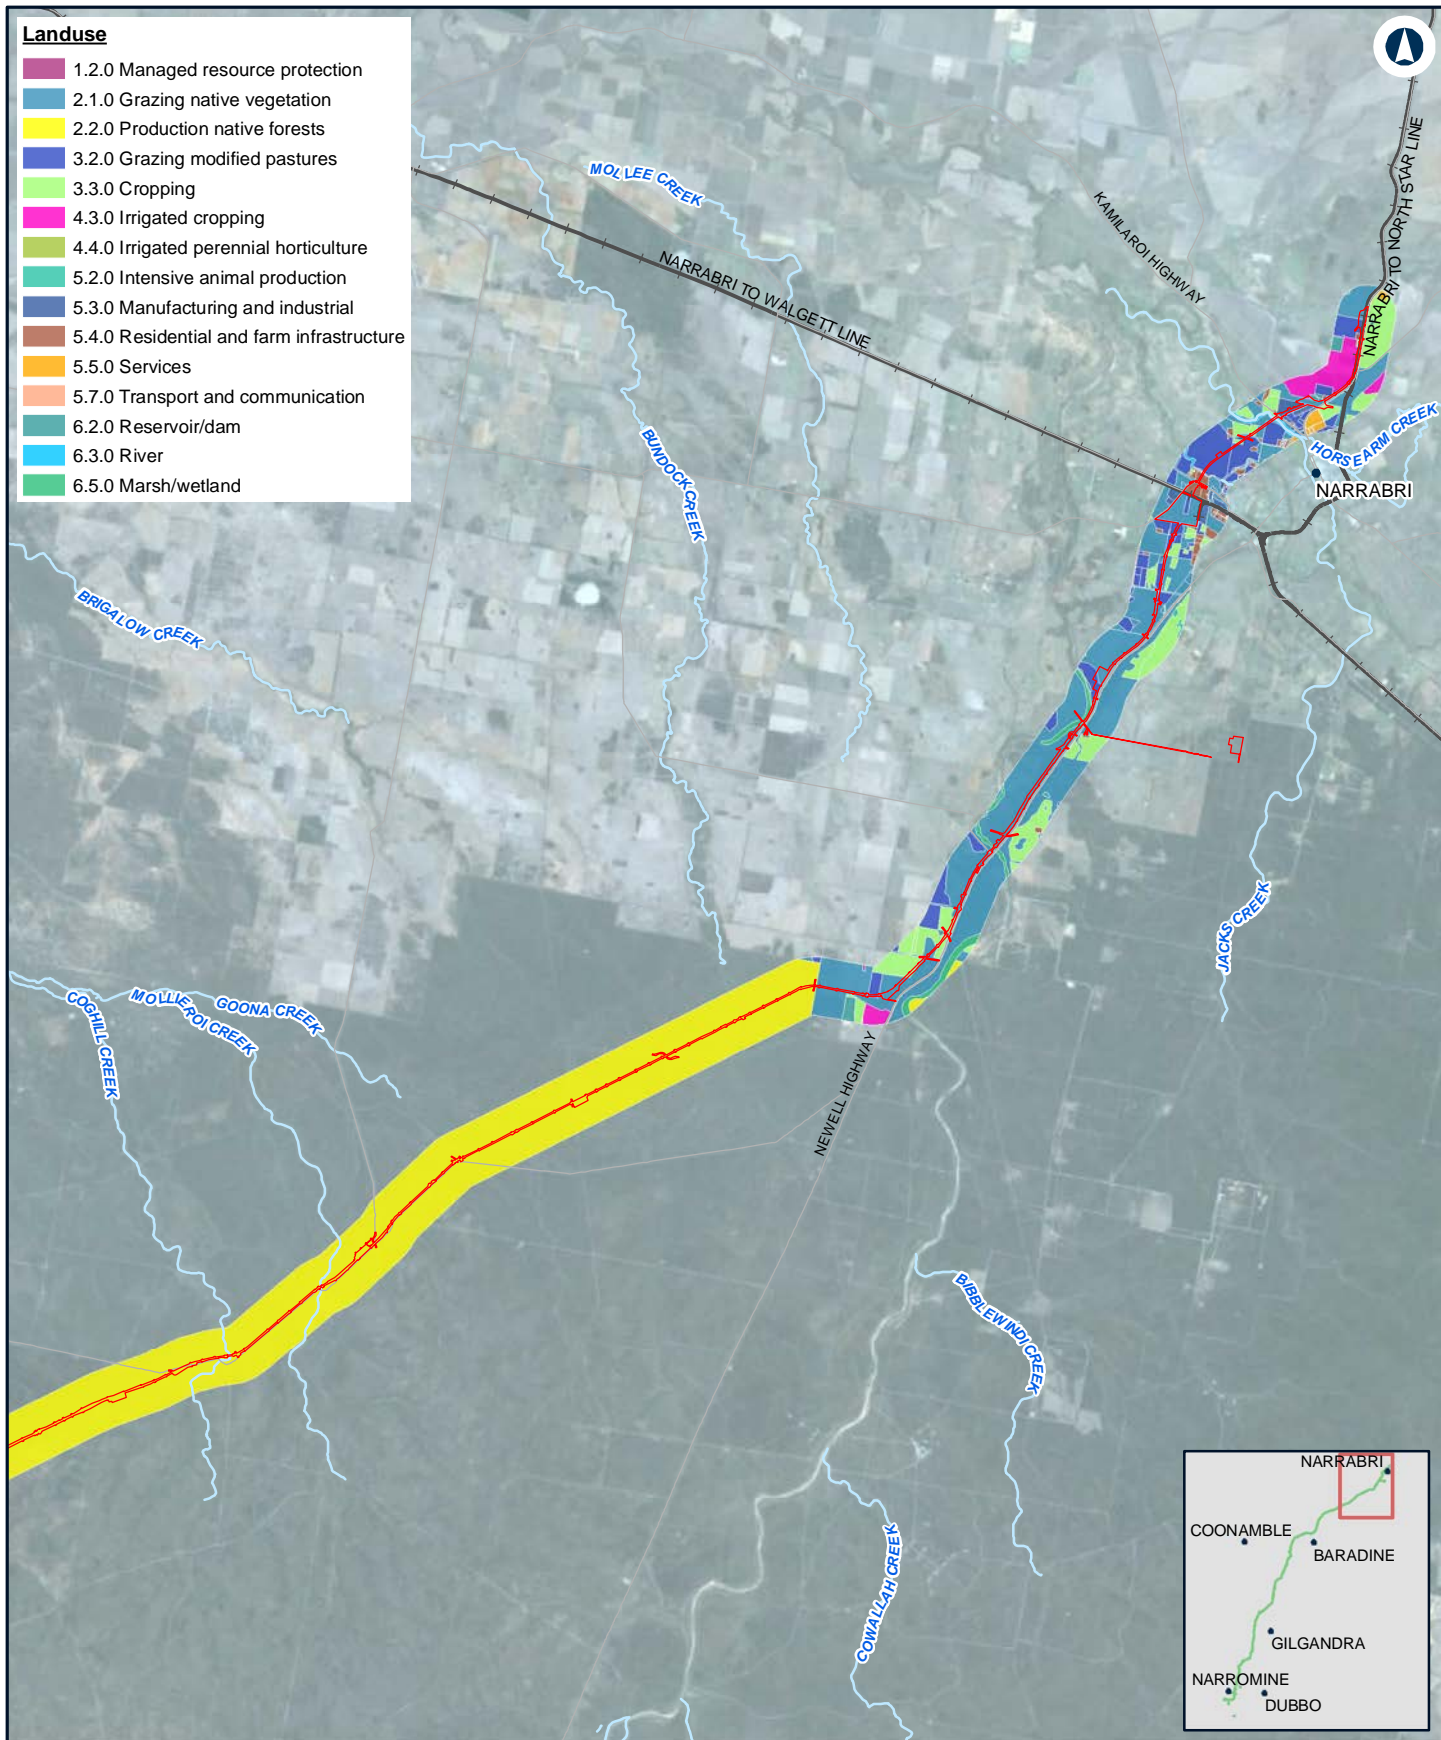 Landuse
1.2.0 Managed resource protection
2.1.0 Grazing native vegetation
2.2.0 Production native forests
3.2.0 Grazing modified pastures
3.3.0 Cropping
4.3.0 Irrigated cropping
4.4.0 Irrigated perennial horticulture
5.2.0 Intensive animal production
5.3.0 Manufacturing and industrial
5.4.0 Residential and farm infrastructure
5.5.0 Services
5.7.0 Transport and communication
6.2.0 Reservoir/dam
6.3.0 River
6.5.0 Marsh/wetland
MOLLEE CREEK
KAMILAROI HIGHWAY
NARRABRI TO NORTH STAR LINE
NARRABRI TO WALGETT LINE
HORSEARM CREEK
NARRABRI
BUNDOCK CREEK
BRIGALOW CREEK
JACKS CREEK
COGHILL CREEK
MOLLIEROI CREEK
GOONA CREEK
NEWELL HIGHWAY
BIBBLEWINDI CREEK
COWALLAH CREEK
NARRABRI
COONAMBLE
BARADINE
GILGANDRA
NARROMINE
DUBBO